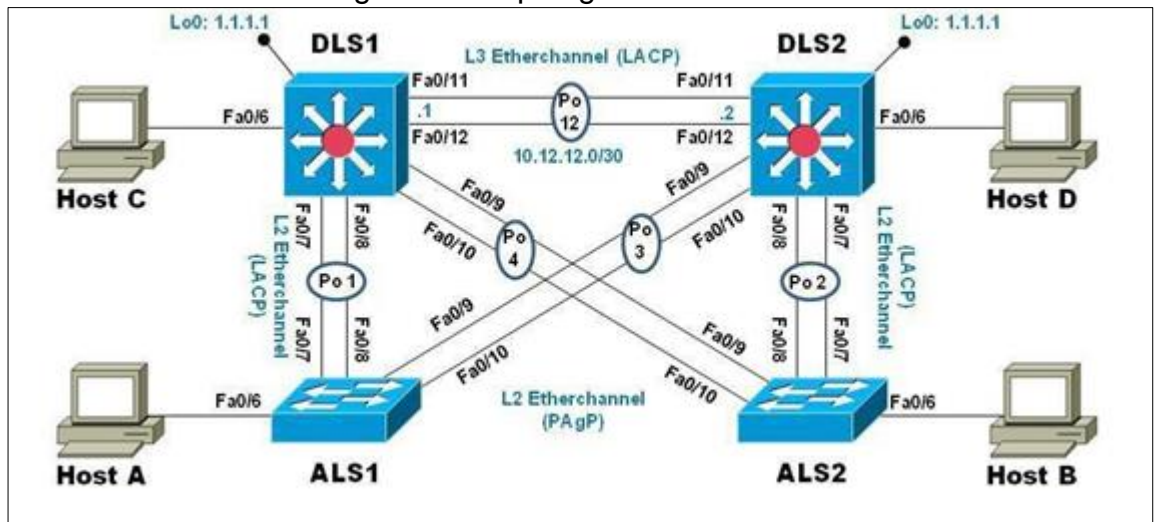 Lo0: 1.1.1.1
Lo0: 1.1.1.1
DLS1
DLS2
L3 Etherchannel (LACP)
Fa0/11
Fa0/11
Po
12
.1
.2
Fa0/6
Fa0/6
Fa0/12
Fa0/12
10.12.12.0/30
Host C
Host D
Fa0/9
Fa0/10
Fa0/9
Fa0/10
Fa0/7
Fa0/8
Fa0/8
Fa0/7
Po
4
Po
3
L2 Etherchannel
(LACP)
Po 1
Po 2
L2 Etherchannel
(LACP)
Fa0/7
Fa0/8
Fa0/9
Fa0/10
Fa0/9
Fa0/10
Fa0/8
Fa0/7
L2 Etherchannel
(PAgP)
Fa0/6
Fa0/6
Host A
ALS1
ALS2
Host B